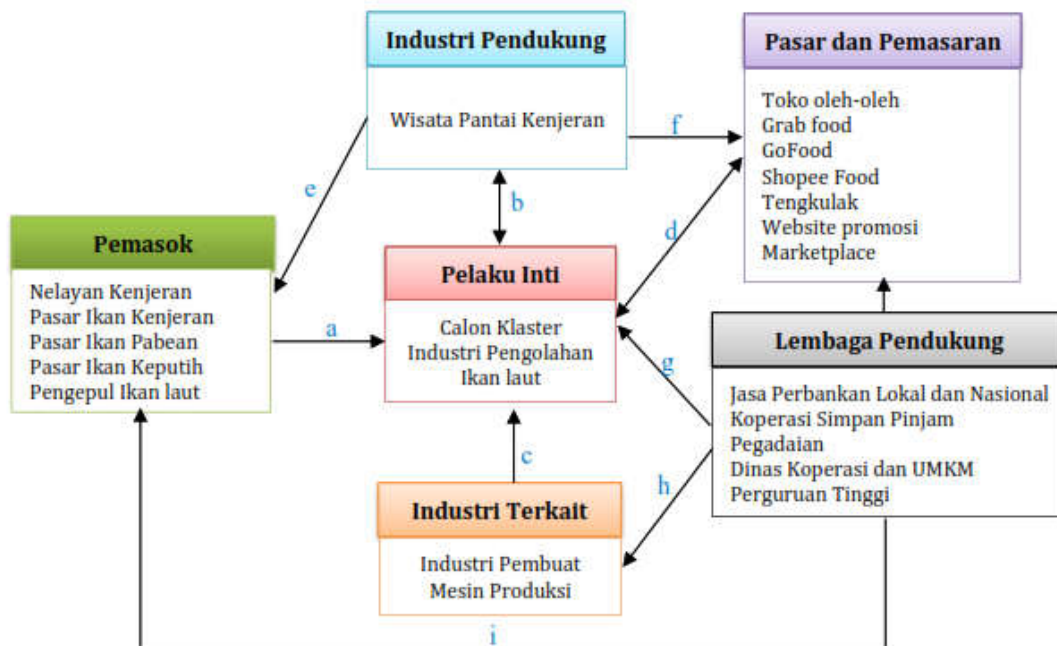 Industri Pendukung
Wisata Pantai Kenjeran
Pasar dan Pemasaran
Toko oleh-oleh
Grab food
GoFood
Shopee Food
Tengkulak
Website promosi
Marketplace
f
e
b
d
Pemasok
Nelayan Kenjeran
Pasar Ikan Kenjeran
Pasar Ikan Pabean
Pasar Ikan Keputih
Pengepul Ikan laut
a
Pelaku Inti
Calon Klaster
Industri Pengolahan
Ikan laut
g
Lembaga Pendukung
Jasa Perbankan Lokal dan Nasional
Koperasi Simpan Pinjam
Pegadaian
Dinas Koperasi dan UMKM
Perguruan Tinggi
c
h
Industri Terkait
Industri Pembuat
Mesin Produksi
i